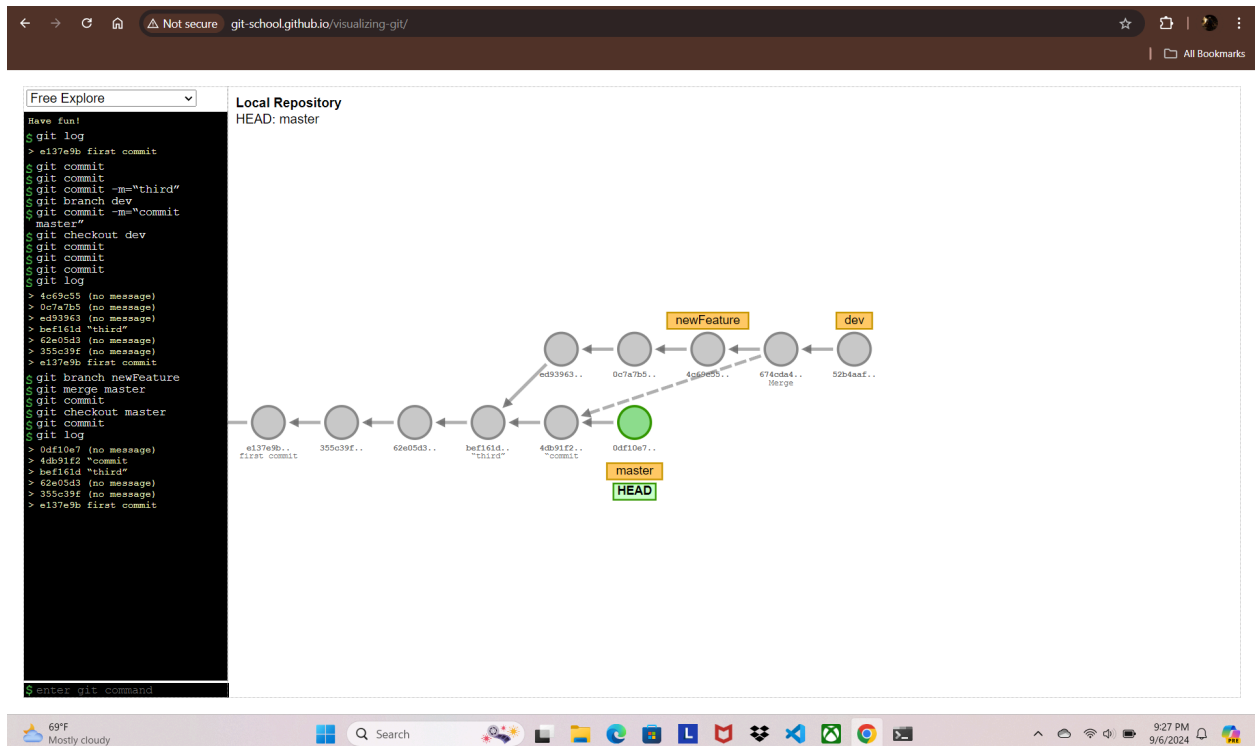 Not secure
git-school.github.io/visualizing-git/
All Bookmarks
Free Explore
Local Repository
HEAD: master
Have fun!
$ git log
> e137e9b first commit
$ git commit
$ git commit
$ git commit -m="third”
$ git branch dev
$ git commit -m="commit
master”
$ git checkout dev
$ git commit
$ git commit
$ git commit
$ git log
> 4c69c55 (no message)
> 0c7a7b5 (no message)
> ed93963 (no message)
> bef161d “third”
> 62e05d3 (no message)
> 355c39f (no message)
> e137e9b first commit
$ git branch newFeature
$ git merge master
$ git commit
$ git checkout master
$ git commit
$ git log
> 0df10e7 (no message)
> 4db91f2 “commit
> bef161d “third”
> 62e05d3 (no message)
> 355c39f (no message)
> e137e9b first commit
$ enter git command
newFeature
dev
ed93963..
0c7a7b5..
4c69c55..
674cda4..
Merge
52b4aaf..
e137e9b..
first commit
355c39f..
62e05d3..
bef161d..
"third"
4db91f2..
"commit
0df10e7..
master
HEAD
69°F
Mostly cloudy
Search
L
PRE
9:27 PM
9/6/2024